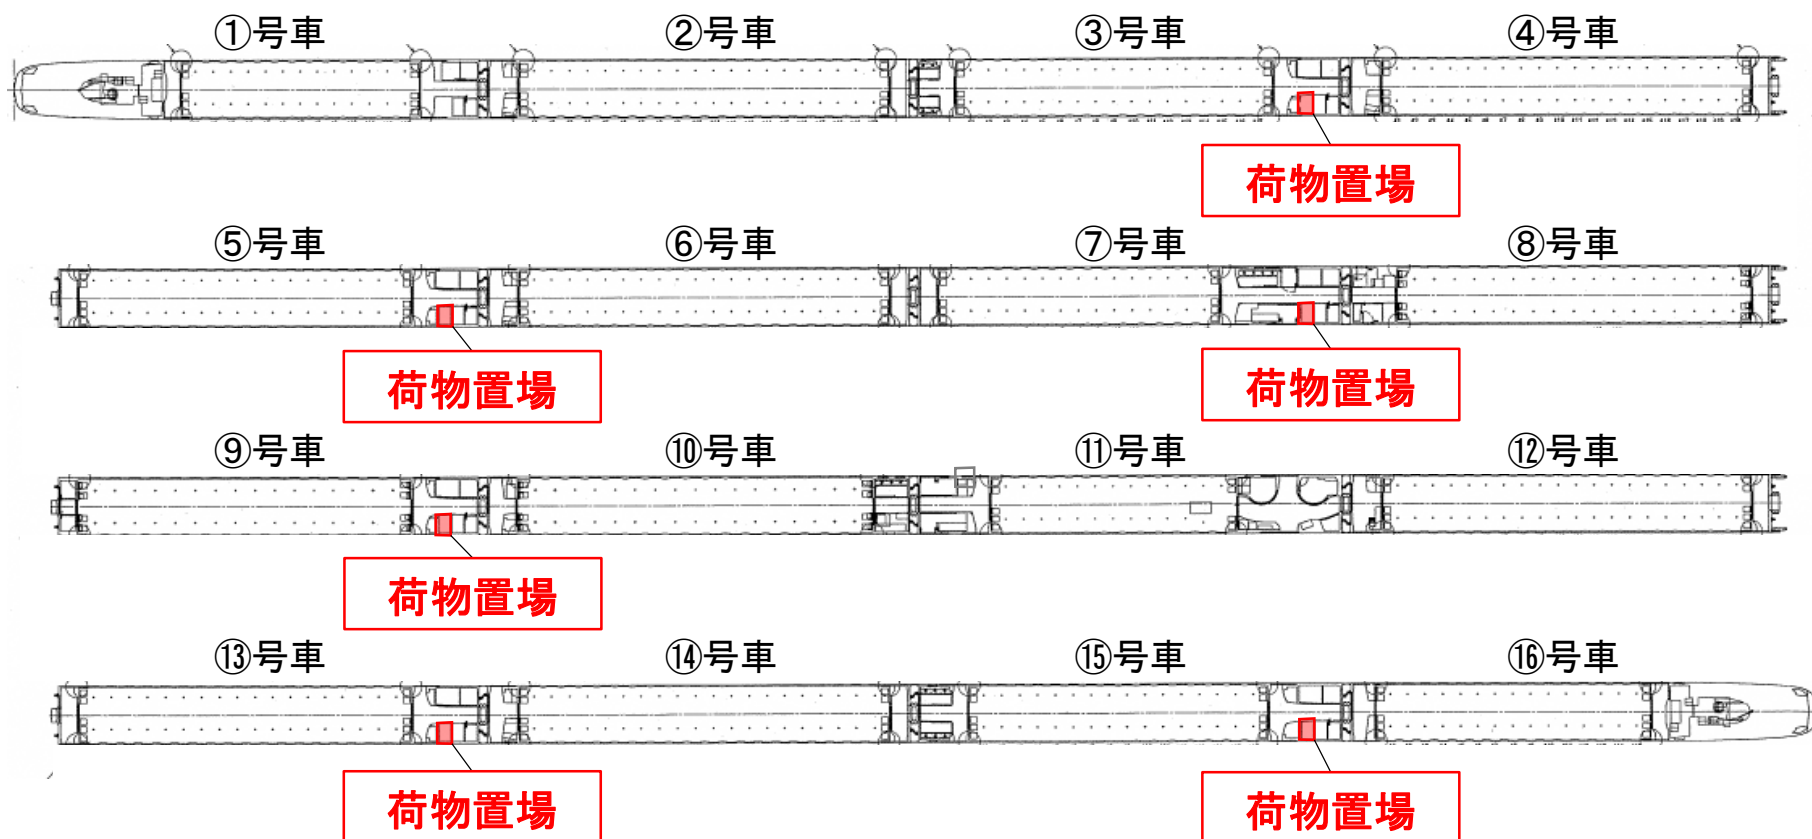 ①号車 ②号車 ③号車 ④号車
荷物置場
⑤号車 ⑥号車 ⑦号車 ⑧号車
荷物置場 荷物置場
⑨号車 ⑩号車 ⑪号車 ⑫号車
荷物置場
⑬号車 ⑭号車 ⑮号車 ⑯号車
荷物置場 荷物置場